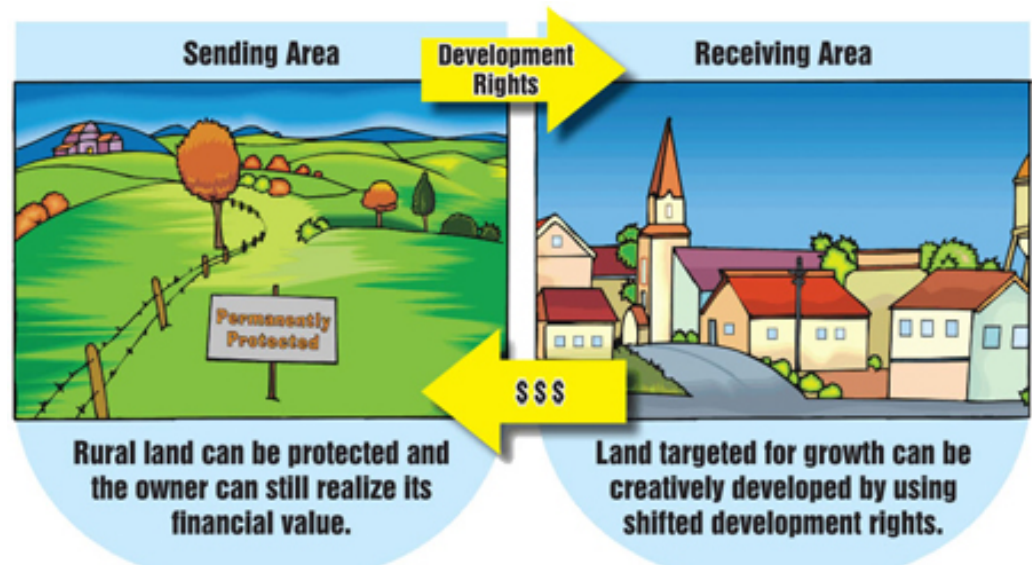 Sending Area
Development
Rights
Receiving Area
Permanently
Protected
$$$
Rural land can be protected and
the owner can still realize its
financial value.
Land targeted for growth can be
creatively developed by using
shifted development rights.